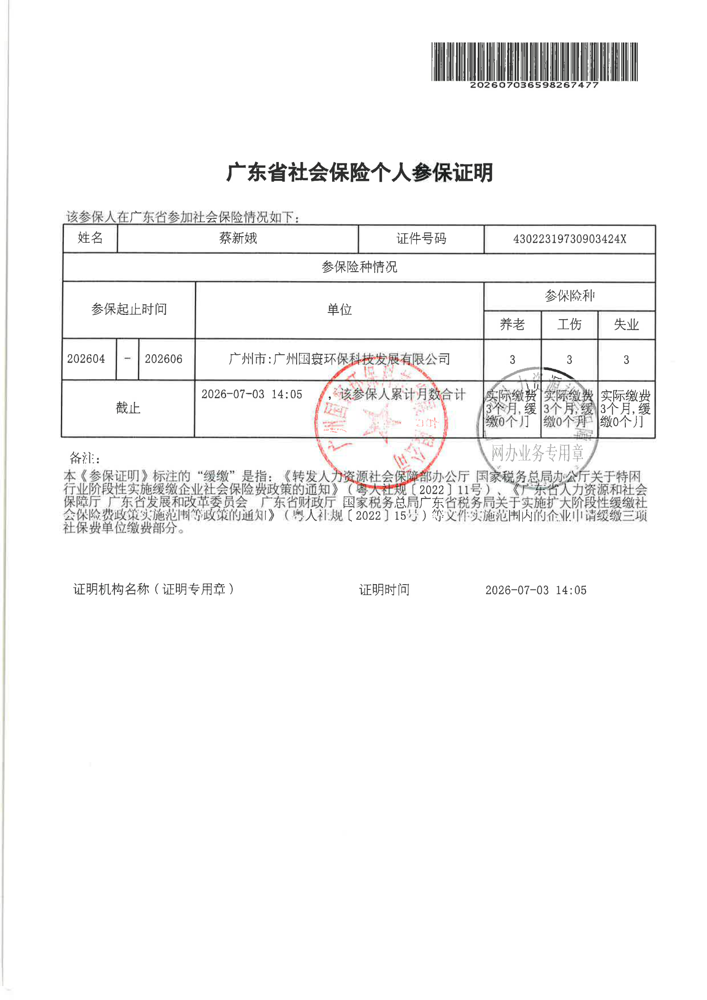 202607036598267477
广东省社会保险个人参保证明
该参保人在广东省参加社会保险情况如下：
姓名 蔡新娥 证件号码 43022319730903424X
参保险种情况
参保起止时间 单位 参保险种
养老 工伤 失业
202604 - 202606 广州市:广州国寰环保科技发展有限公司 3 3 3
截止 2026-07-03 14:05 ，该参保人累计月数合计 实际缴费3个月,缓缴0个月 实际缴费3个月,缓缴0个月 实际缴费3个月,缓缴0个月
广州国寰环保科技发展有限公司
网办业务专用章
备注：
本《参保证明》标注的“缓缴”是指：《转发人力资源社会保障部办公厅 国家税务总局办公厅关于特困
行业阶段性实施缓缴企业社会保险费政策的通知》（粤人社规〔2022〕11号）、《广东省人力资源和社会
保障厅 广东省发展和改革委员会 广东省财政厅 国家税务总局广东省税务局关于实施扩大阶段性缓缴社
会保险费政策实施范围等政策的通知》（粤人社规〔2022〕15号）等文件实施范围内的企业申请缓缴三项
社保费单位缴费部分。
证明机构名称（证明专用章） 证明时间 2026-07-03 14:05